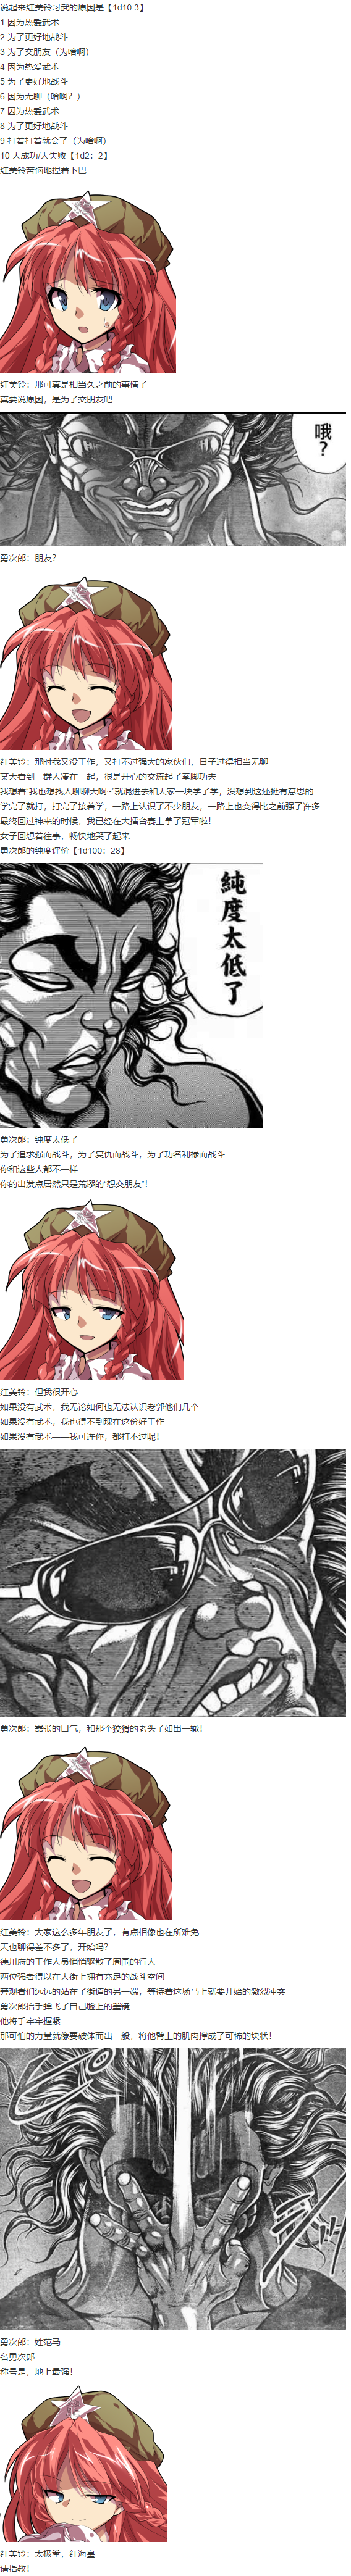 说起来红美铃习武的原因是【1d10:3】
1 因为热爱武术
2 为了更好地战斗
3 为了交朋友（为啥啊）
4 因为热爱武术
5 为了更好地战斗
6 因为无聊（哈啊？）
7 因为热爱武术
8 为了更好地战斗
9 打着打着就会了（为啥啊）
10 大成功/大失败【1d2：2】
红美铃苦恼地捏着下巴
红美铃：那可真是相当久之前的事情了
真要说原因，是为了交朋友吧
哦？
勇次郎：朋友？
红美铃：那时我又没工作，又打不过强大的家伙们，日子过得相当无聊
某天看到一群人凑在一起，很是开心的交流起了拳脚功夫
我想着“我也想找人聊聊天啊~”就混进去和大家一块学了学，没想到这还挺有意思的
学完了就打，打完了接着学，一路上认识了不少朋友，一路上也变得比之前强了许多
最终回过神来的时候，我已经在大擂台赛上拿了冠军啦！
女子回想着往事，畅快地笑了起来
勇次郎的纯度评价【1d100：28】
純度太低了
勇次郎：纯度太低了
为了追求强而战斗，为了复仇而战斗，为了功名利禄而战斗……
你和这些人都不一样
你的出发点居然只是荒谬的“想交朋友”！
红美铃：但我很开心
如果没有武术，我无论如何也无法认识老郭他们几个
如果没有武术，我也得不到现在这份好工作
如果没有武术——我可连你，都打不过呢！
勇次郎：嚣张的口气，和那个狡猾的老头子如出一辙！
红美铃：大家这么多年朋友了，有点相像也在所难免
天也聊得差不多了，开始吗？
德川府的工作人员悄悄驱散了周围的行人
两位强者得以在大街上拥有充足的战斗空间
旁观者们远远的站在了街道的另一端，等待着这场马上就要开始的激烈冲突
勇次郎抬手弹飞了自己脸上的墨镜
他将手牢牢握紧
那可怕的力量就像要破体而出一般，将他臂上的肌肉撑成了可怖的块状！
勇次郎：姓范马
名勇次郎
称号是，地上最强！
红美铃：太极拳，红海皇
请指教！